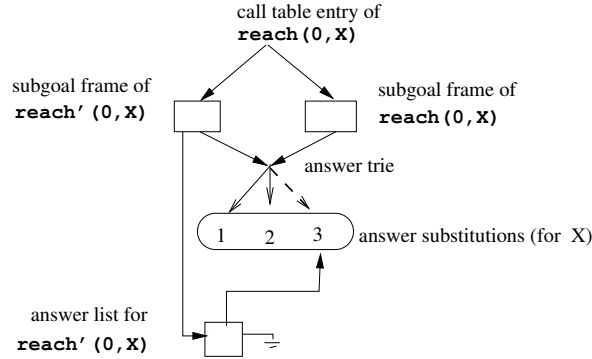 call table entry of
reach(0,X)
subgoal frame of
reach'(0,X)
subgoal frame of
reach(0,X)
answer trie
1 2 3
answer substitutions (for X)
answer list for
reach'(0,X)